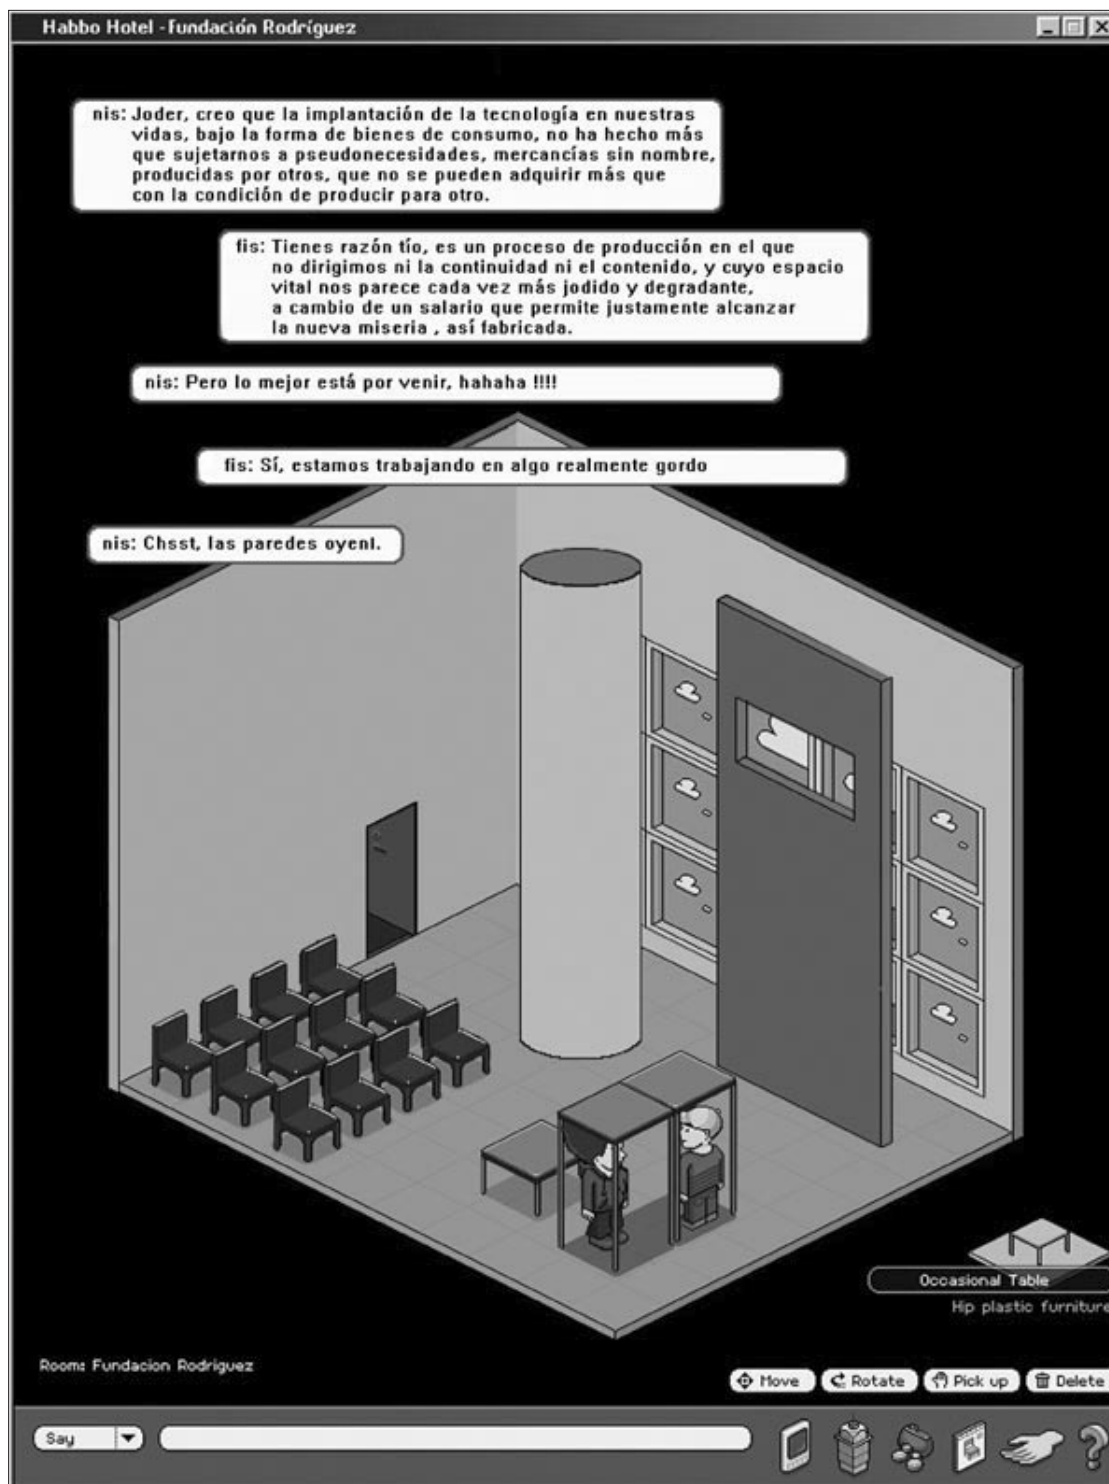 Habbo Hotel -Fundación Rodríguez
nis: Joder, creo que la implantación de la tecnología en nuestras
vidas, bajo la forma de bienes de consumo, no ha hecho más
que sujetarnos a pseudonecesidades, mercancías sin nombre,
producidas por otros, que no se pueden adquirir más que
con la condición de producir para otro.
fis: Tienes razón tío, es un proceso de producción en el que
no dirigimos ni la continuidad ni el contenido, y cuyo espacio
vital nos parece cada vez más jodido y degradante,
a cambio de un salario que permite justamente alcanzar
la nueva miseria , así fabricada.
nis: Pero lo mejor está por venir, hahaha !!!!
fis: Sí, estamos trabajando en algo realmente gordo
nis: Chsst, las paredes oyen!.
Occasional Table
Hip plastic furniture
Room: Fundacion Rodriguez
Move
Rotate
Pick up
Delete
Say